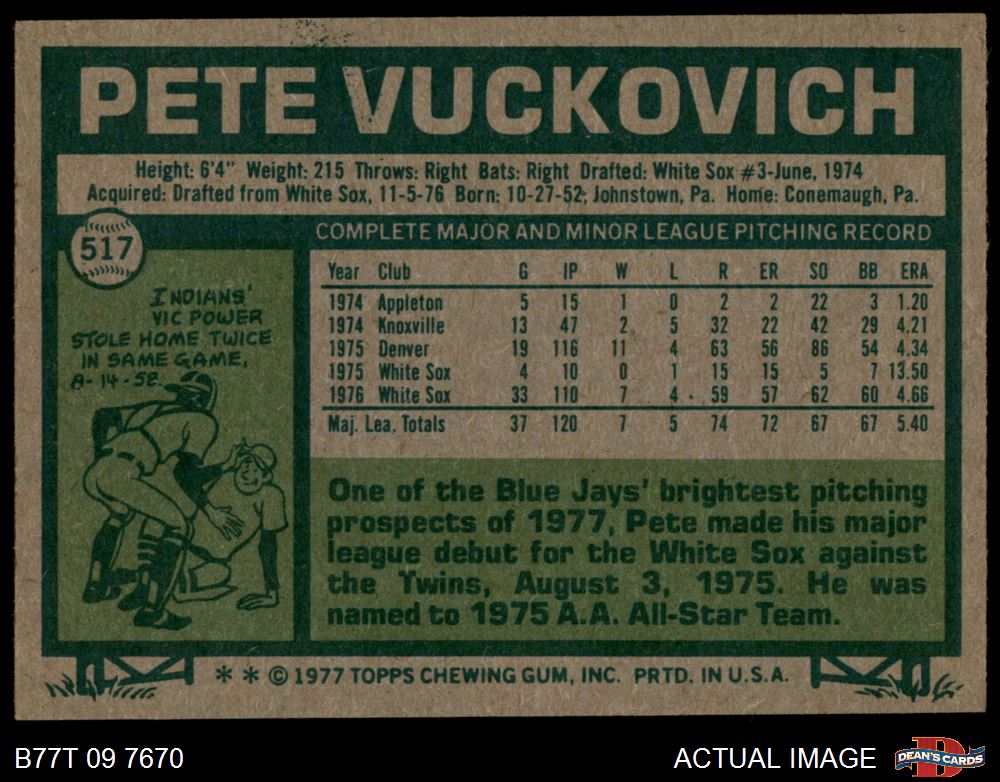 PETE VUCKOVICH
Height: 6'4" Weight: 215 Throws: Right Bats: Right Drafted: White Sox #3-June, 1974
Acquired: Drafted from White Sox, 11-5-76 Born: 10-27-52, Johnstown, Pa. Home: Conemaugh, Pa.
517
INDIANS'
VIC POWER
STOLE HOME TWICE
IN SAME GAME,
8-14-58
COMPLETE MAJOR AND MINOR LEAGUE PITCHING RECORD
Year Club G IP W L R ER SO BB ERA
1974 Appleton 5 15 1 0 2 2 22 3 1.20
1974 Knoxville 13 47 2 5 32 22 42 29 4.21
1975 Denver 19 116 11 4 63 56 86 54 4.34
1975 White Sox 4 10 0 1 15 15 5 7 13.50
1976 White Sox 33 110 7 4 59 57 62 60 4.66
Maj. Lea. Totals 37 120 7 5 74 72 67 67 5.40
One of the Blue Jays' brightest pitching
prospects of 1977, Pete made his major
league debut for the White Sox against
the Twins, August 3, 1975. He was
named to 1975 A.A. All-Star Team.
* * © 1977 TOPPS CHEWING GUM, INC. PRTD. IN U.S.A.
B77T 09 7670
ACTUAL IMAGE
D
DEAN'S CARDS